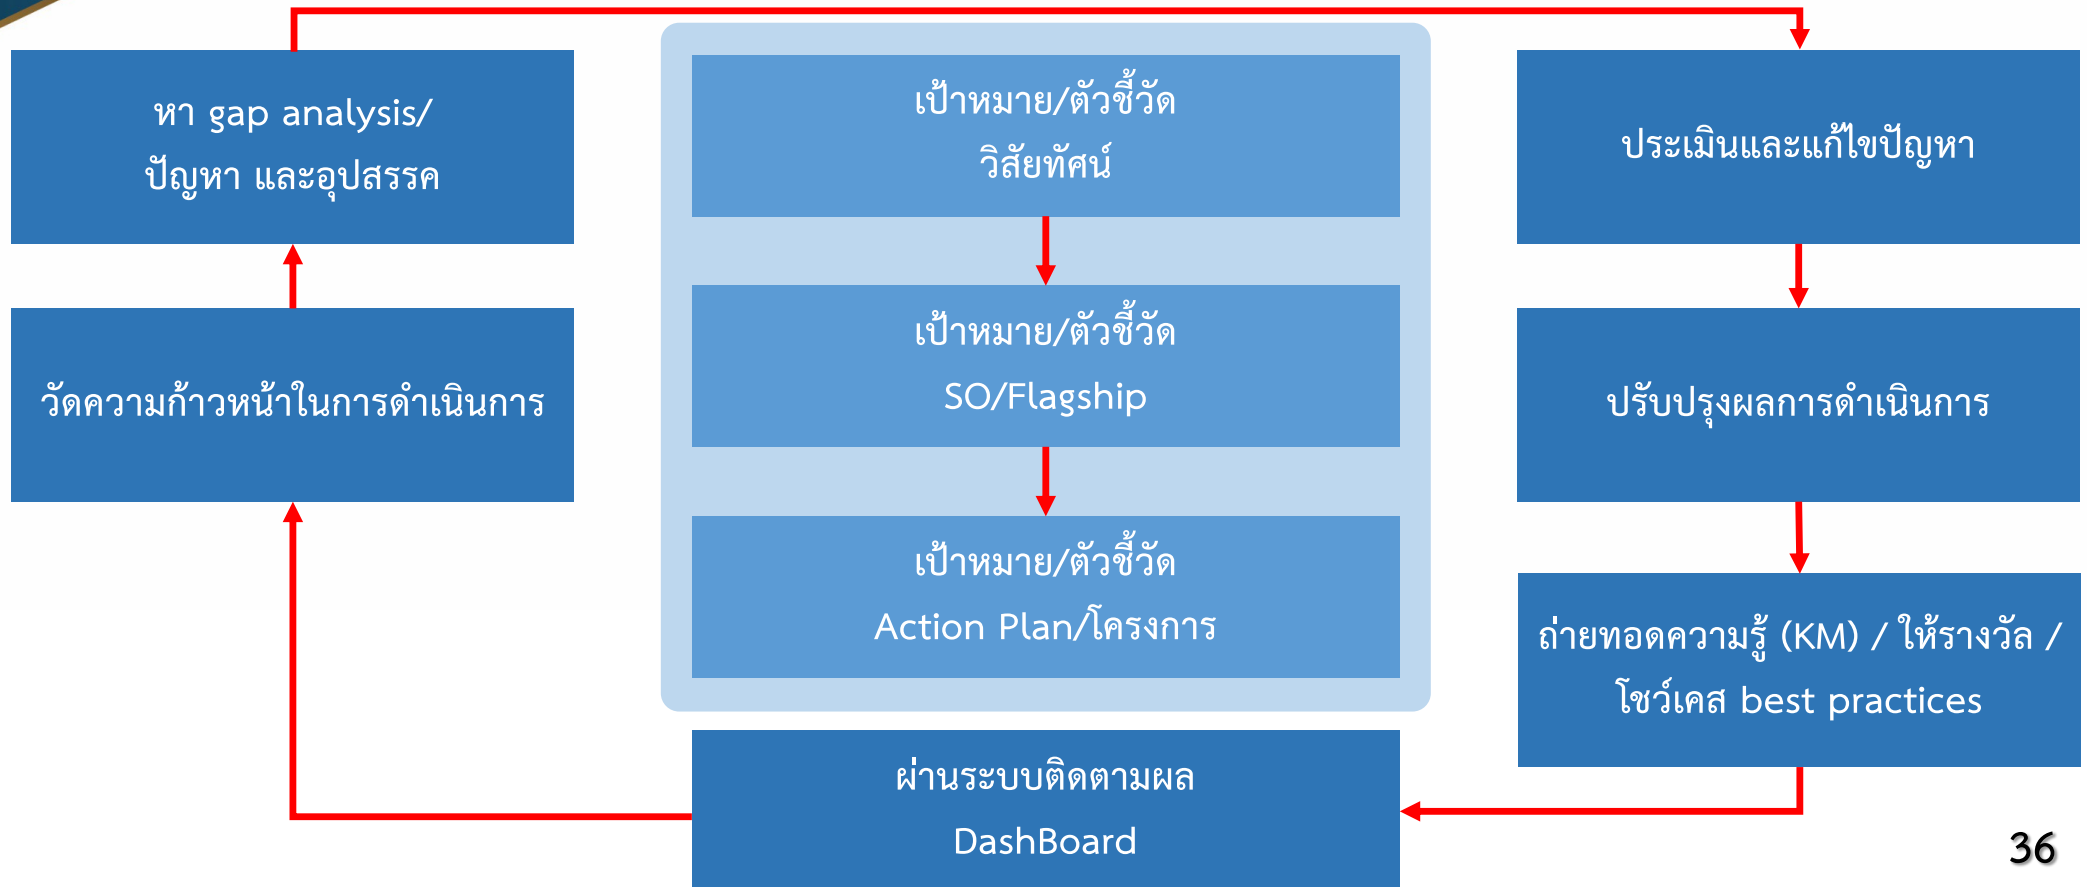 หา gap analysis/
ปัญหา และอุปสรรค
วัดความก้าวหน้าในการดำเนินการ
เป้าหมาย/ตัวชี้วัด
วิสัยทัศน์
เป้าหมาย/ตัวชี้วัด
SO/Flagship
เป้าหมาย/ตัวชี้วัด
Action Plan/โครงการ
ผ่านระบบติดตามผล
DashBoard
ประเมินและแก้ไขปัญหา
ปรับปรุงผลการดำเนินการ
ถ่ายทอดความรู้ (KM) / ให้รางวัล /
โชว์เคส best practices
36